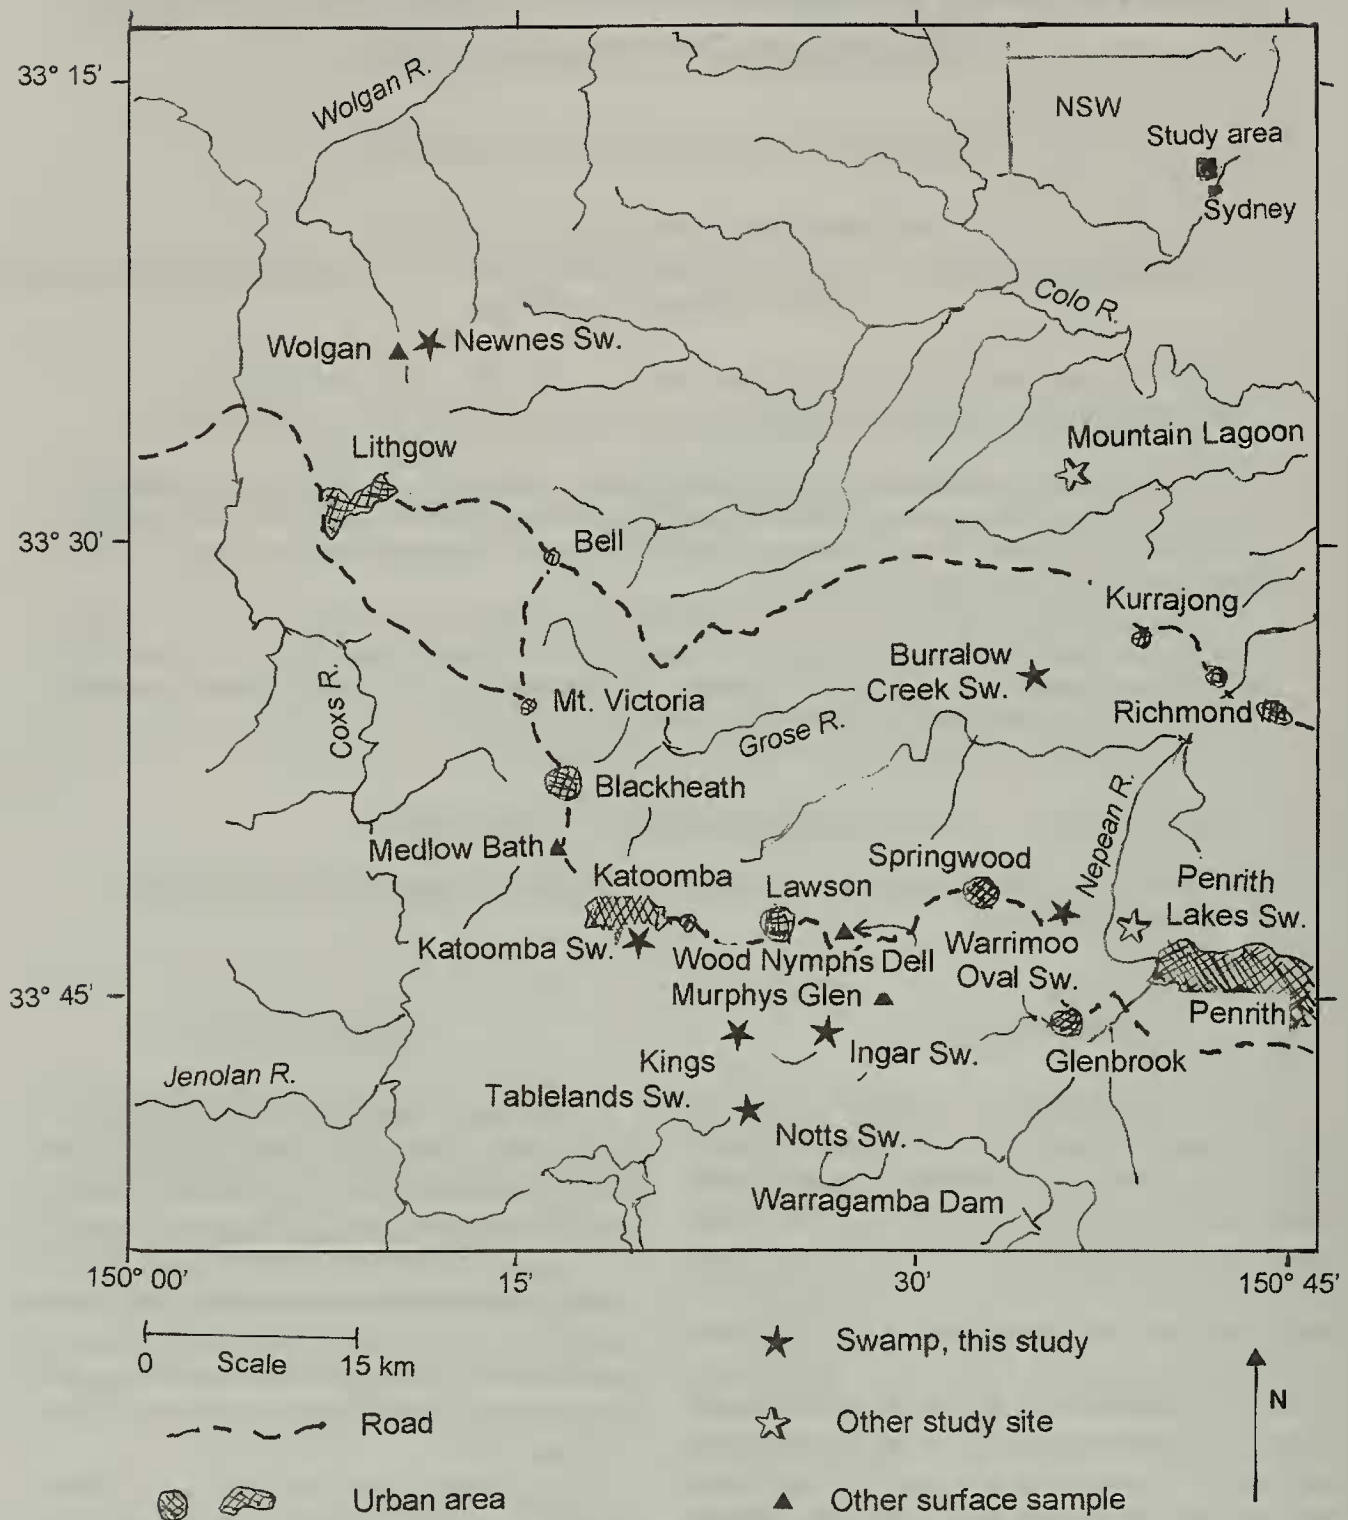 33° 15'
Wolgan R.
NSW
Study area
Sydney
Colo R.
Wolgan
Newnes Sw.
Mountain Lagoon
Lithgow
33° 30'
Bell
Kurrajong
Burralow
Creek Sw.
Coxs R.
Mt. Victoria
Richmond
Grose R.
Blackheath
Nepean R.
Medlow Bath
Katoomba
Lawson
Springwood
Penrith
Lakes Sw.
Katoomba Sw.
Wood Nymphs Dell
Warrimoo
Oval Sw.
Murphys Glen
33° 45'
Penrith
Kings
Tablelands Sw.
Ingar Sw.
Glenbrook
Jenolan R.
Notts Sw.
Warragamba Dam
150° 00'
15'
30'
150° 45'
0 Scale 15 km
Swamp, this study
Road
Other study site
N
Urban area
Other surface sample